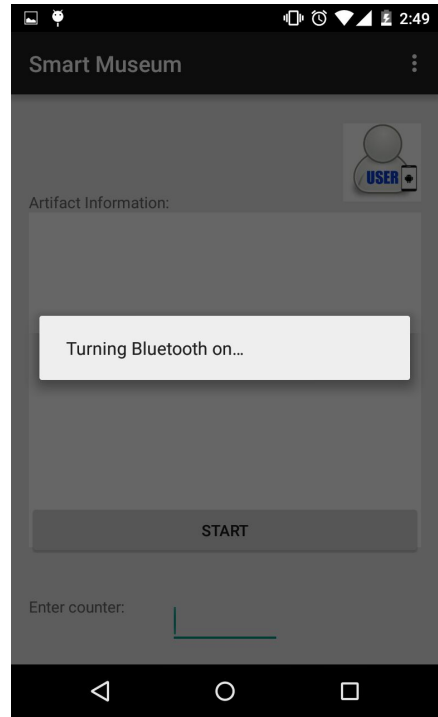 2:49
Smart Museum
USER
Artifact Information:
Turning Bluetooth on...
START
Enter counter: